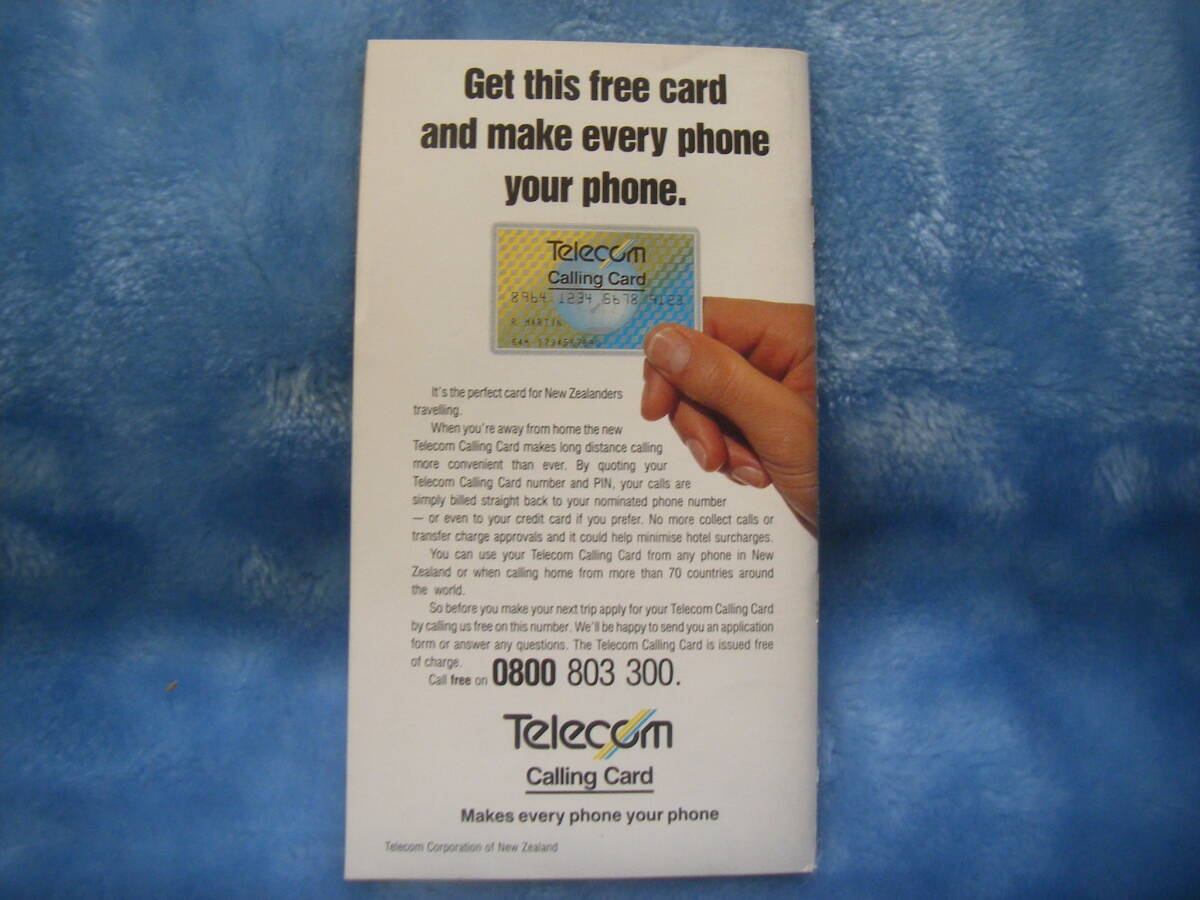 Get this free card
and make every phone
your phone.
Telecom
Calling Card
8964 1234 5678 9123
R MARTIN
It's the perfect card for New Zealanders
travelling.
When you're away from home the new
Telecom Calling Card makes long distance calling
more convenient than ever. By quoting your
Telecom Calling Card number and PIN, your calls are
simply billed straight back to your nominated phone number
— or even to your credit card if you prefer. No more collect calls or
transfer charge approvals and it could help minimise hotel surcharges.
You can use your Telecom Calling Card from any phone in New
Zealand or when calling home from more than 70 countries around
the world.
So before you make your next trip apply for your Telecom Calling Card
by calling us free on this number. We'll be happy to send you an application
form or answer any questions. The Telecom Calling Card is issued free
of charge.
Call free on 0800 803 300.
Telecom
Calling Card
Makes every phone your phone
Telecom Corporation of New Zealand